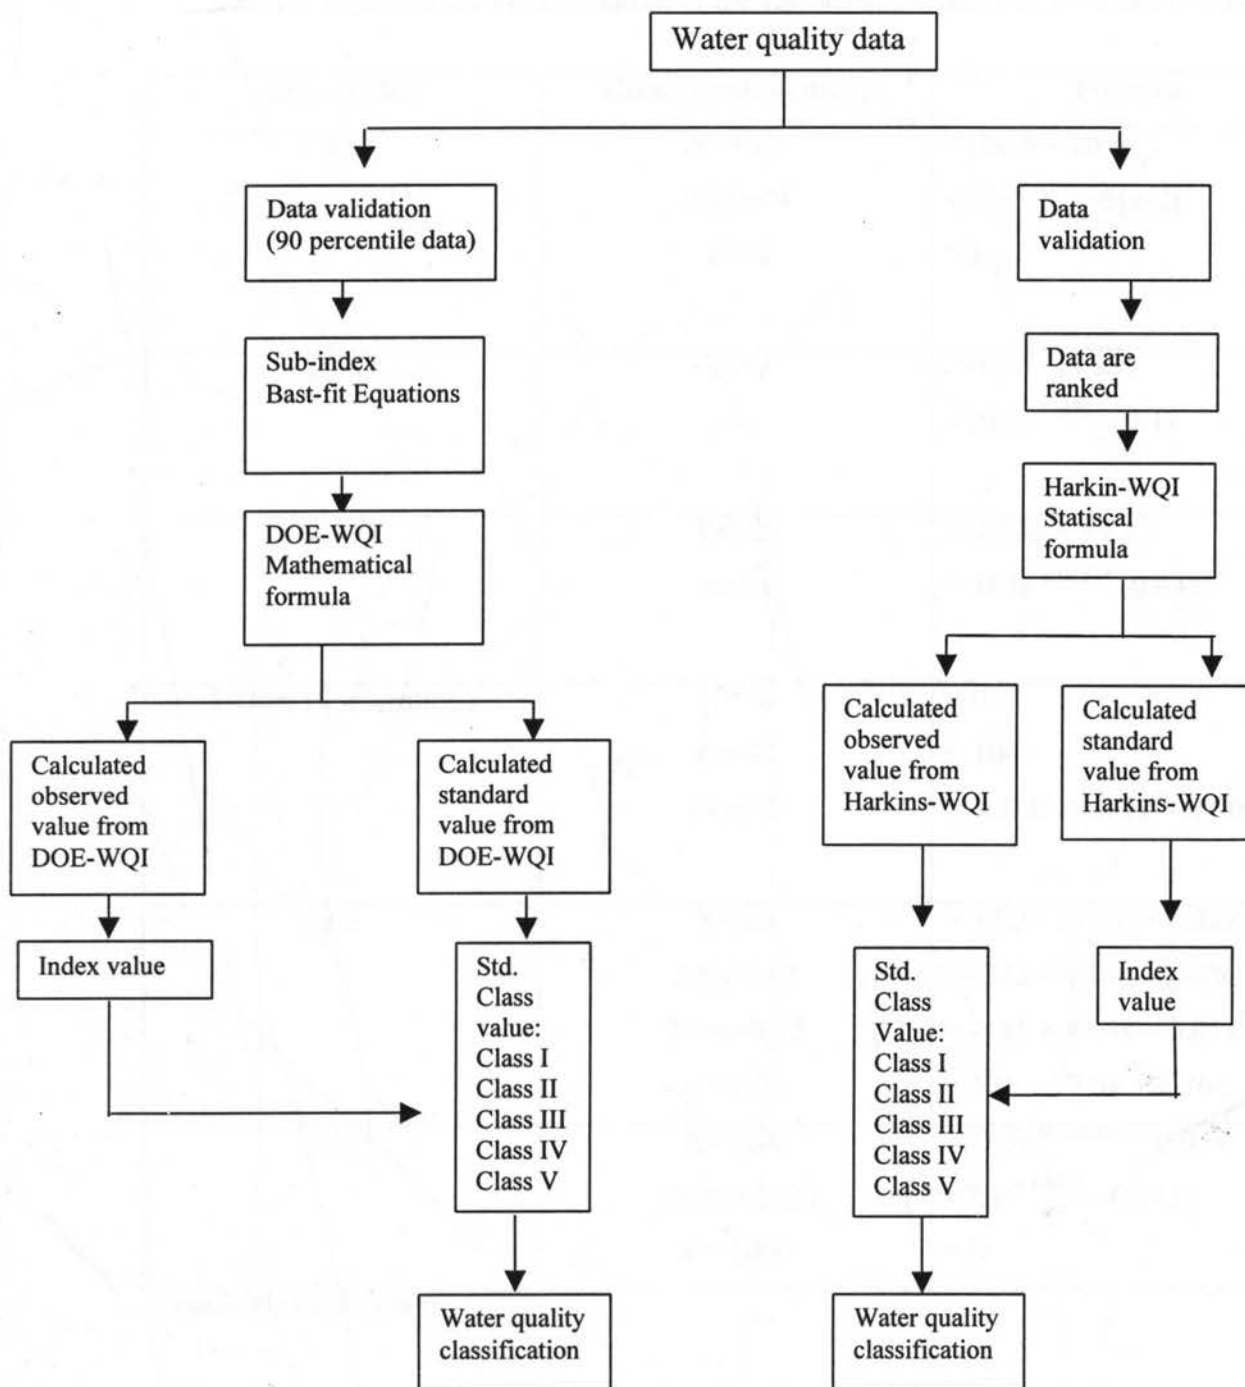 Water quality data
Data validation
(90 percentile data)
Data
validation
Sub-index
Bast-fit Equations
Data are
ranked
DOE-WQI
Mathematical
formula
Harkin-WQI
Statiscal
formula
Calculated
observed
value from
DOE-WQI
Calculated
standard
value from
DOE-WQI
Calculated
observed
value from
Harkins-WQI
Calculated
standard
value from
Harkins-WQI
Index value
Std.
Class
value:
Class I
Class II
Class III
Class IV
Class V
Std.
Class
Value:
Class I
Class II
Class III
Class IV
Class V
Index
value
Water quality
classification
Water quality
classification